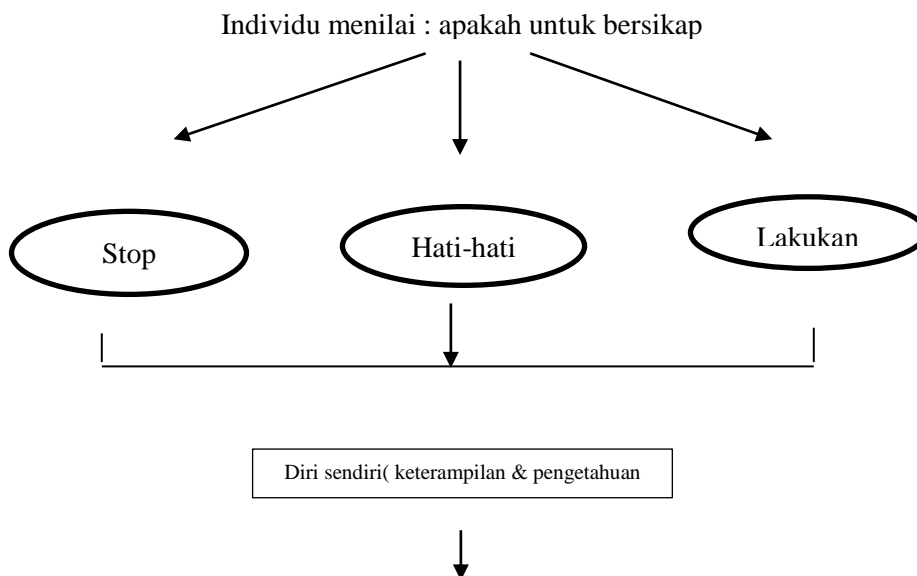 Individu menilai : apakah untuk bersikap
Stop
Hati-hati
Lakukan
Diri sendiri( keterampilan & pengetahuan